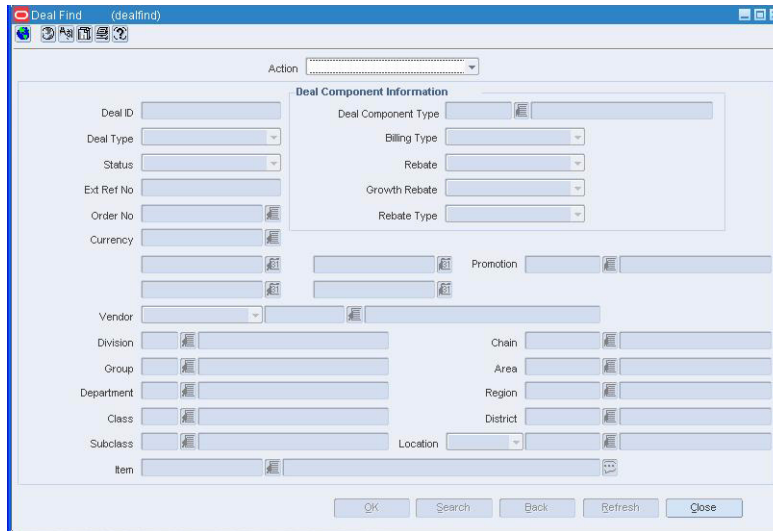 Deal Find (dealfind)
Action
Deal Component Information
Deal ID
Deal Component Type
Deal Type
Billing Type
Status
Rebate
Ext Ref No
Growth Rebate
Order No
Rebate Type
Currency
Promotion
Vendor
Division
Chain
Group
Area
Department
Region
Class
District
Subclass
Location
Item
OK Search Back Refresh Close